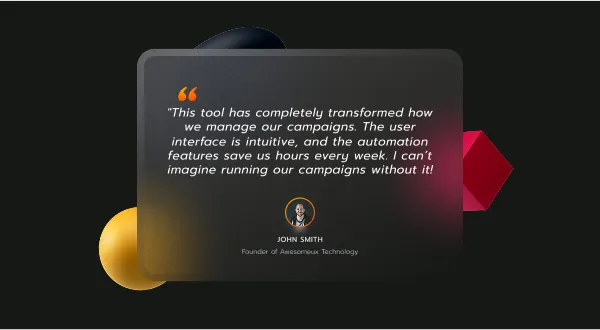 "This tool has completely transformed how
we manage our campaigns. The user
interface is intuitive, and the automation
features save us hours every week. I can't
imagine running our campaigns without it!
JOHN SMITH
Founder of Awesomeux Technology